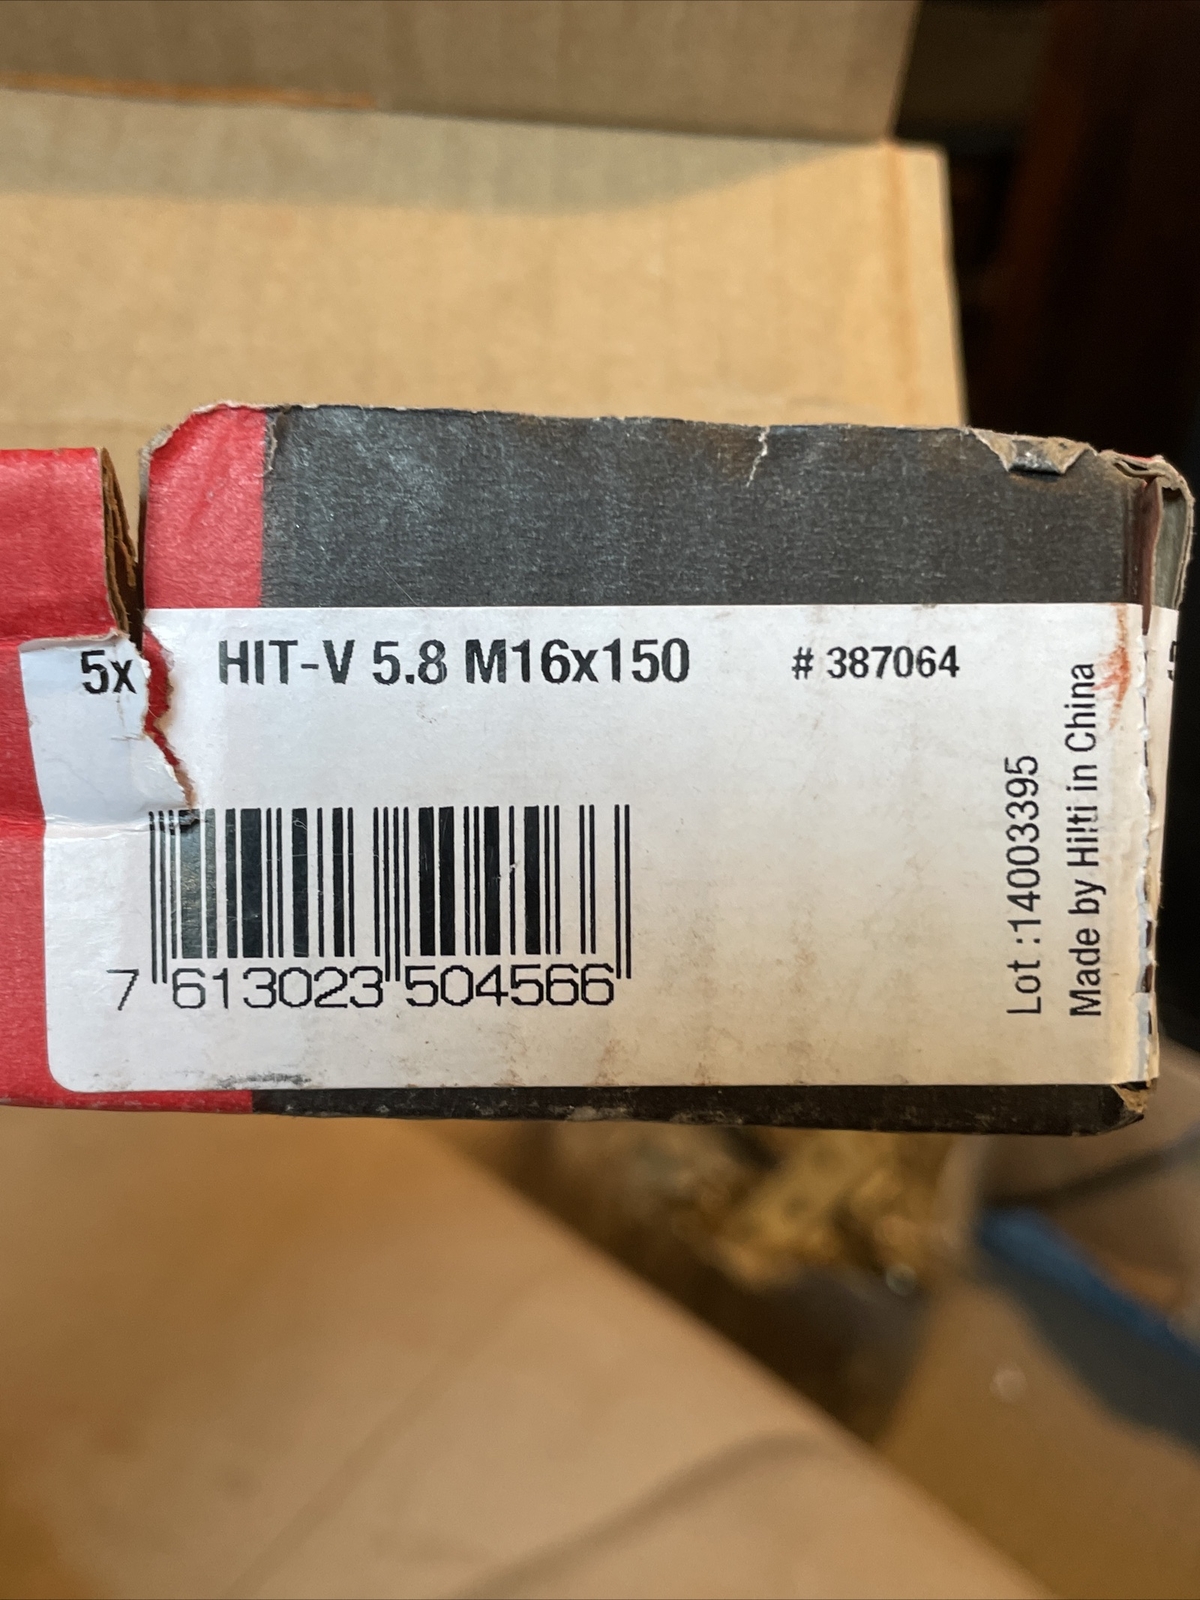 5x HIT-V 5.8 M16x150 # 387064
7 613023 504566
Lot :14003395
Made by Hilti in China